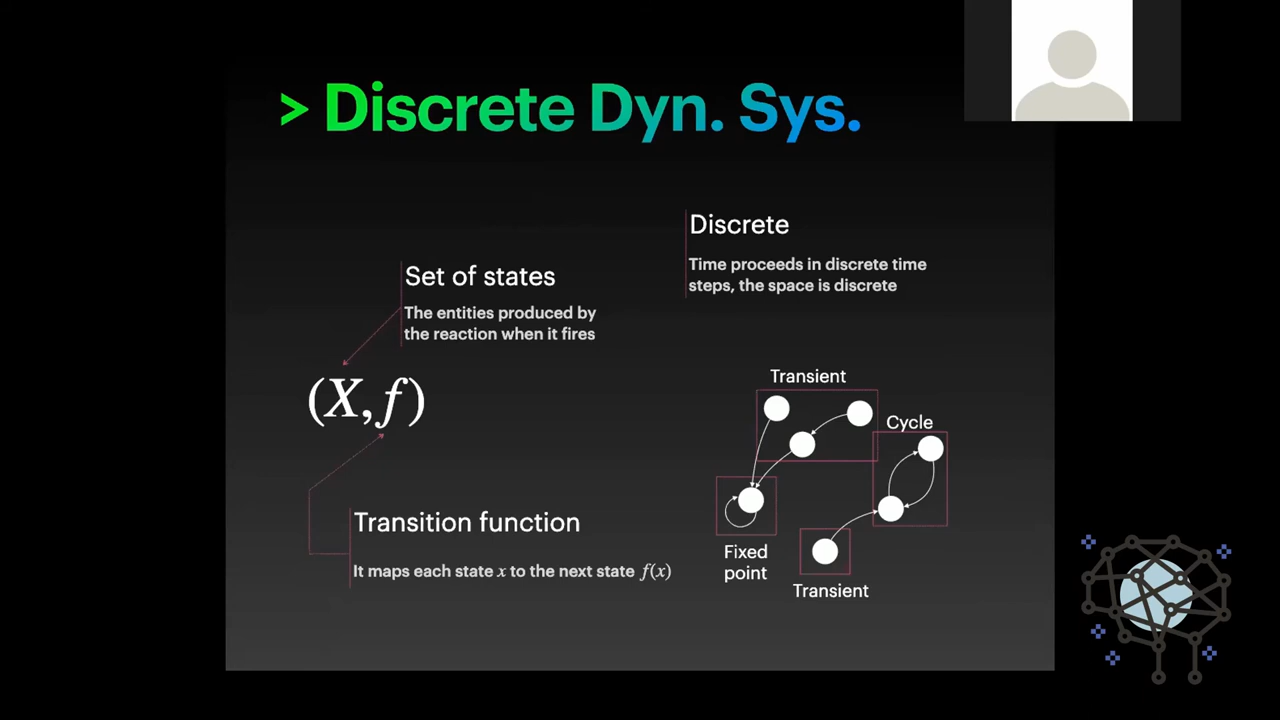 > Discrete Dyn. Sys.
Discrete
Time proceeds in discrete time
steps, the space is discrete
Set of states
The entities produced by
the reaction when it fires
(X, f)
Transition function
It maps each state x to the next state f(x)
Transient
Cycle
Fixed
point
Transient